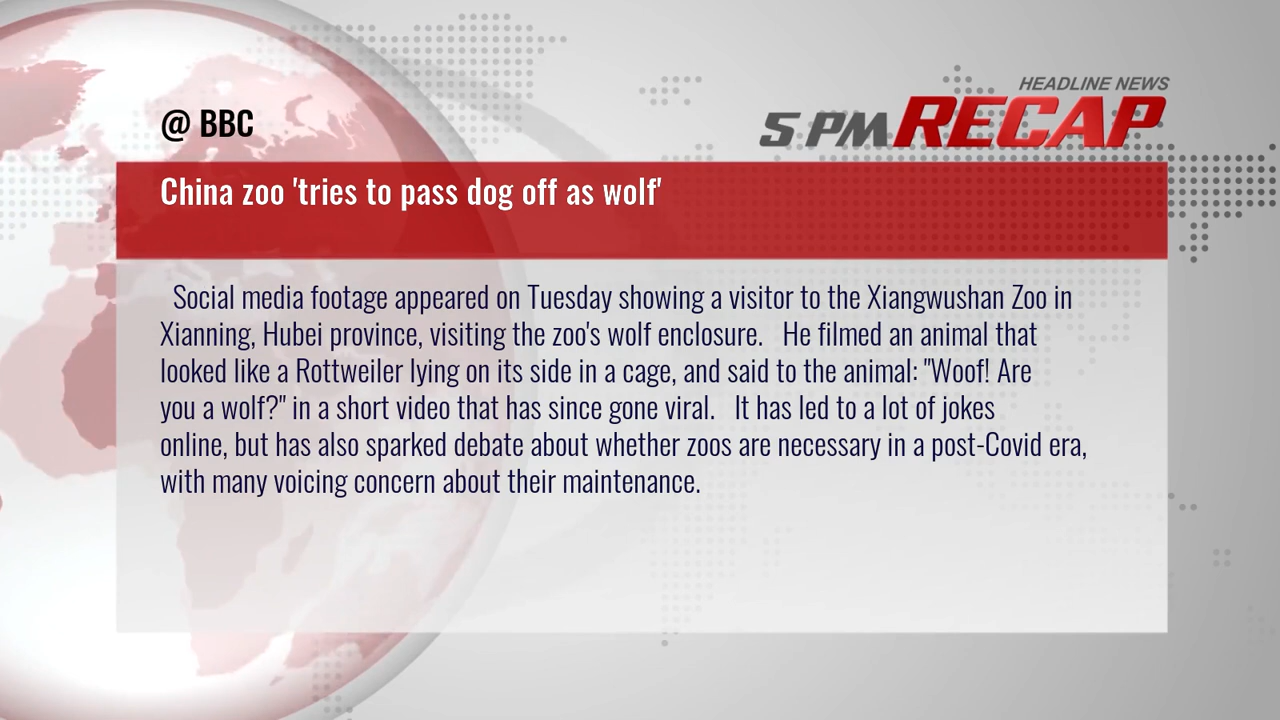 HEADLINE NEWS
@ BBC
5 PM RECAP
China zoo 'tries to pass dog off as wolf'
Social media footage appeared on Tuesday showing a visitor to the Xiangwushan Zoo in
Xianning, Hubei province, visiting the zoo's wolf enclosure.   He filmed an animal that
looked like a Rottweiler lying on its side in a cage, and said to the animal: "Woof! Are
you a wolf?" in a short video that has since gone viral.   It has led to a lot of jokes
online, but has also sparked debate about whether zoos are necessary in a post-Covid era,
with many voicing concern about their maintenance.